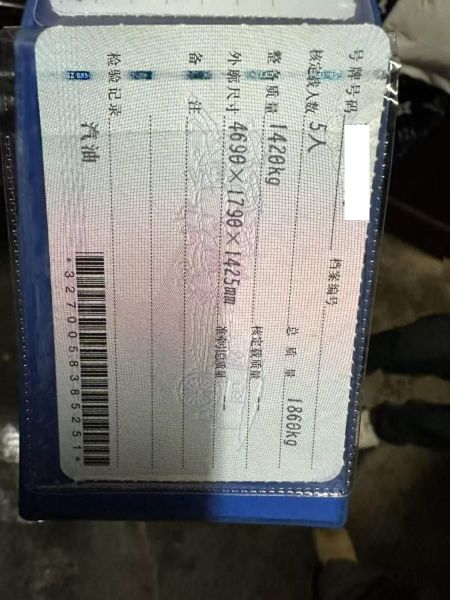 号牌号码 档案编号
核定载人数 5人 总质量 1860kg
整备质量 1420kg 核定载质量 --
外廓尺寸 4690×1790×1425mm 准牵引总质量 --
备注
检验记录
汽油
*3270058385251*